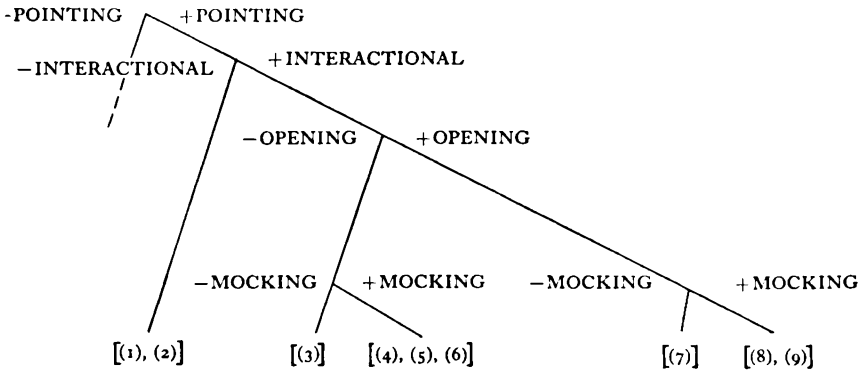 -POINTING +POINTING
−INTERACTIONAL +INTERACTIONAL
−OPENING +OPENING
−MOCKING +MOCKING −MOCKING +MOCKING
[(1), (2)] [(3)] [(4), (5), (6)] [(7)] [(8), (9)]